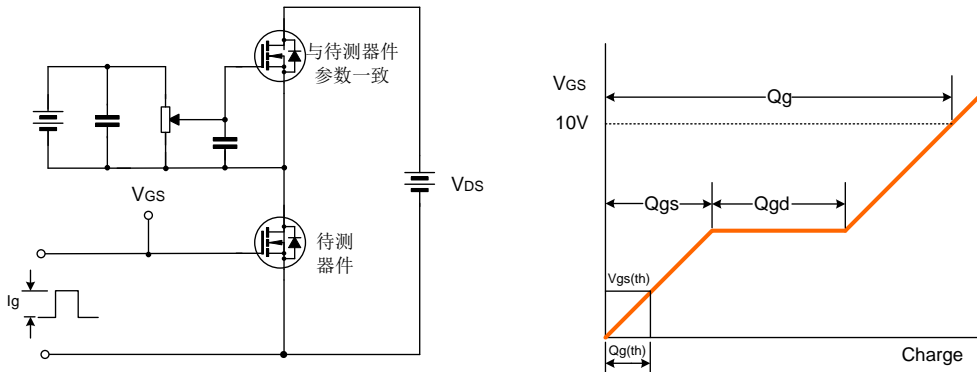 与待测器件
参数一致
VGS
VDS
待测
器件
Ig
VGS
10V
Qg
Qgs
Qgd
Vgs(th)
Qg(th)
Charge